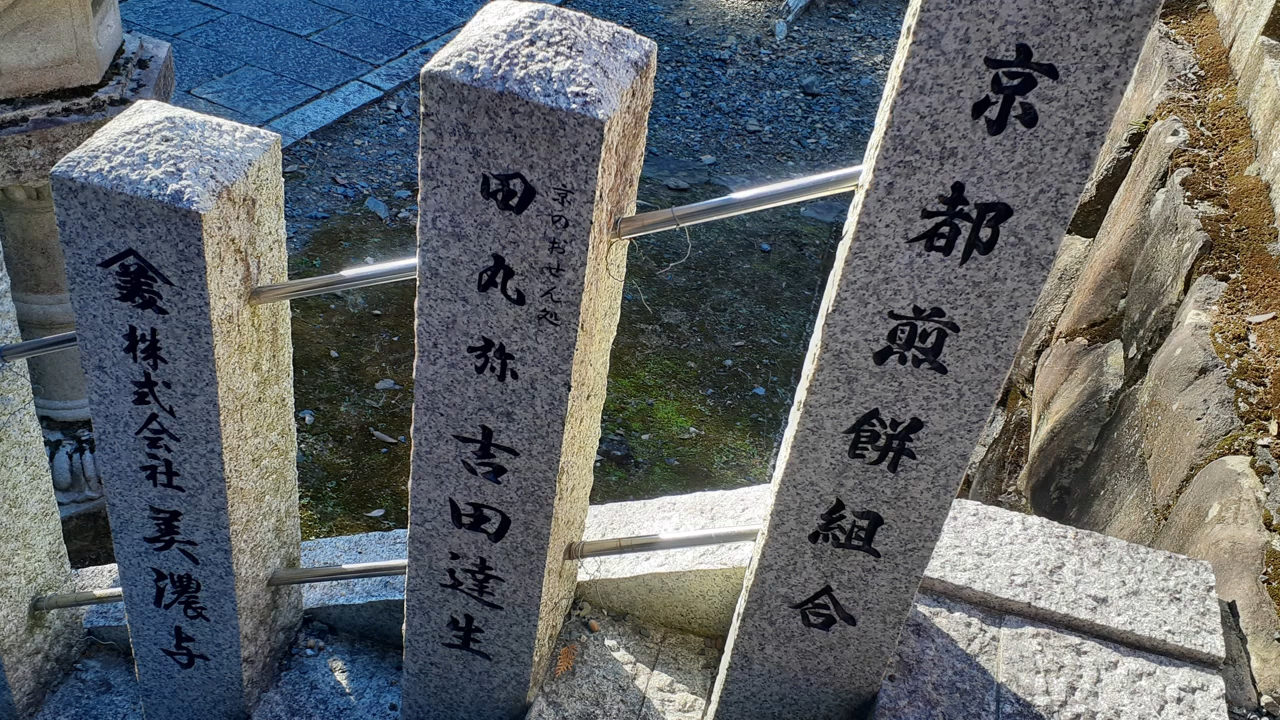 京都煎餅組合
京のおせん処
田丸弥 吉田達生
株式会社美濃与